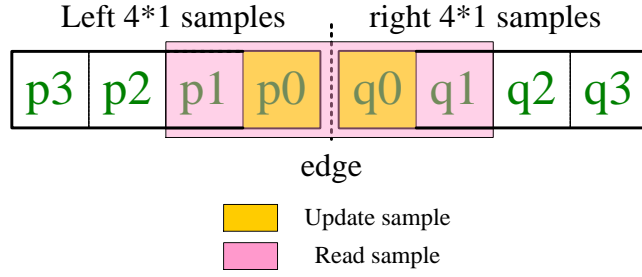 Left 4*1 samples right 4*1 samples
p3 p2 p1 p0 q0 q1 q2 q3
edge
Update sample
Read sample